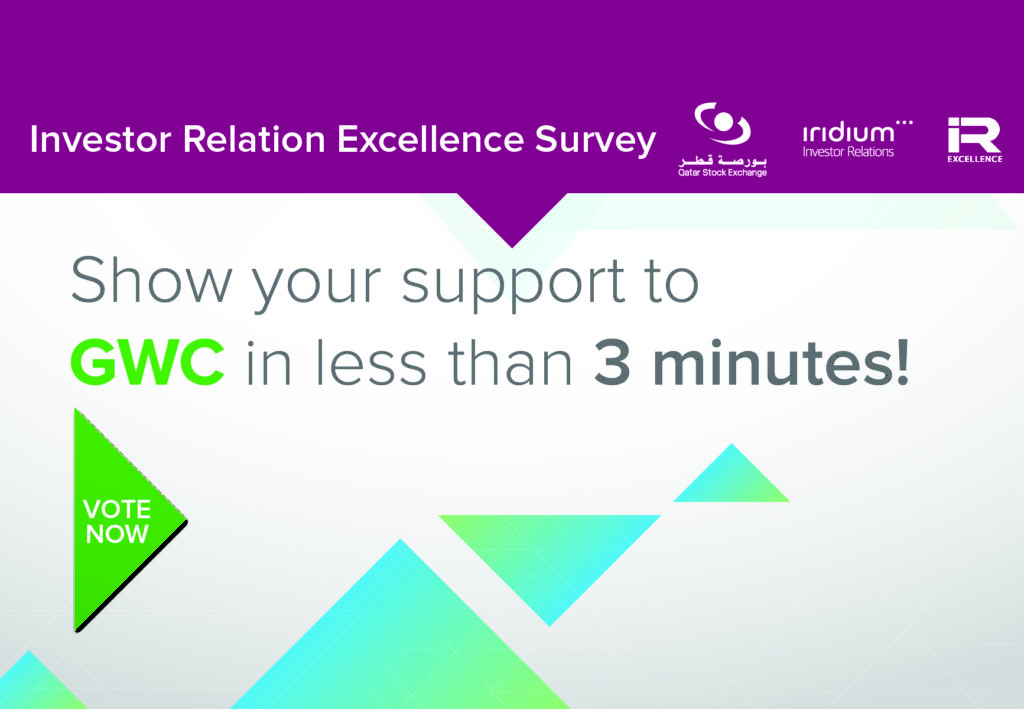 Investor Relation Excellence Survey
بورصة قطر
Qatar Stock Exchange
iridium
Investor Relations
iR
EXCELLENCE
Show your support to
GWC in less than 3 minutes!
VOTE
NOW